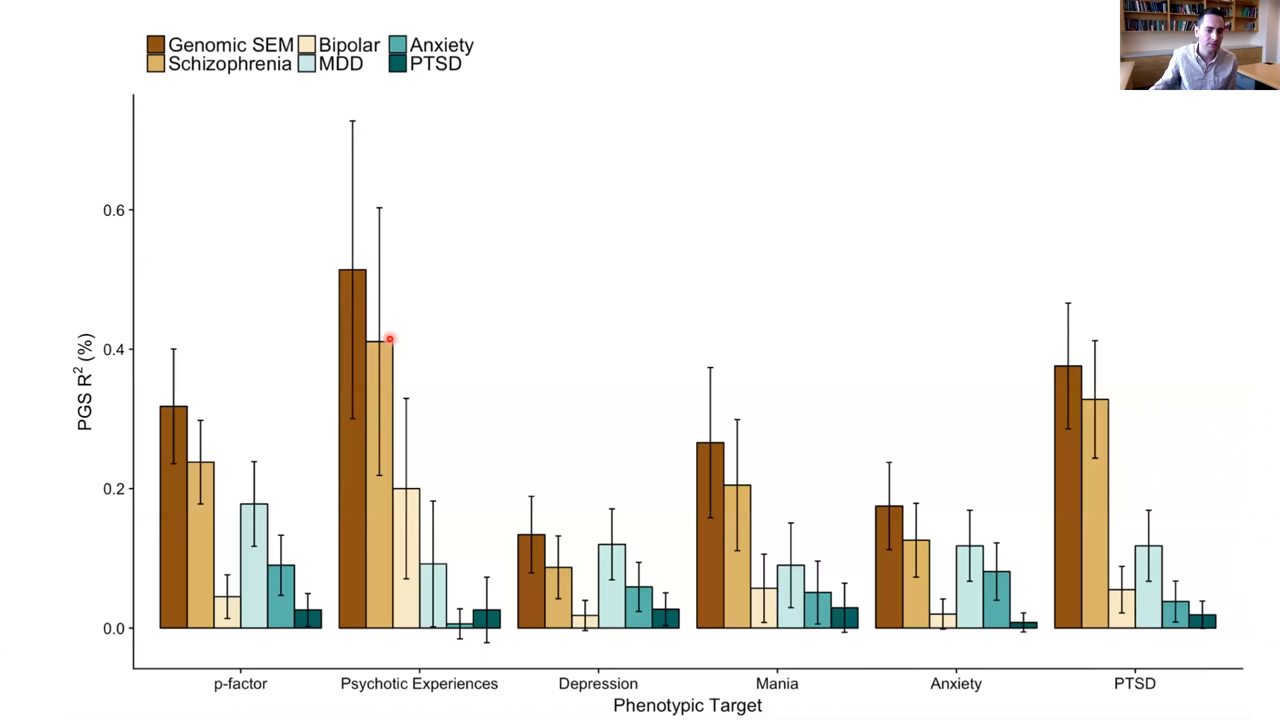 Genomic SEM Bipolar Anxiety
Schizophrenia MDD PTSD
0.6
0.4
0.2
0.0
PGS R² (%)
p-factor Psychotic Experiences Depression Mania Anxiety PTSD
Phenotypic Target